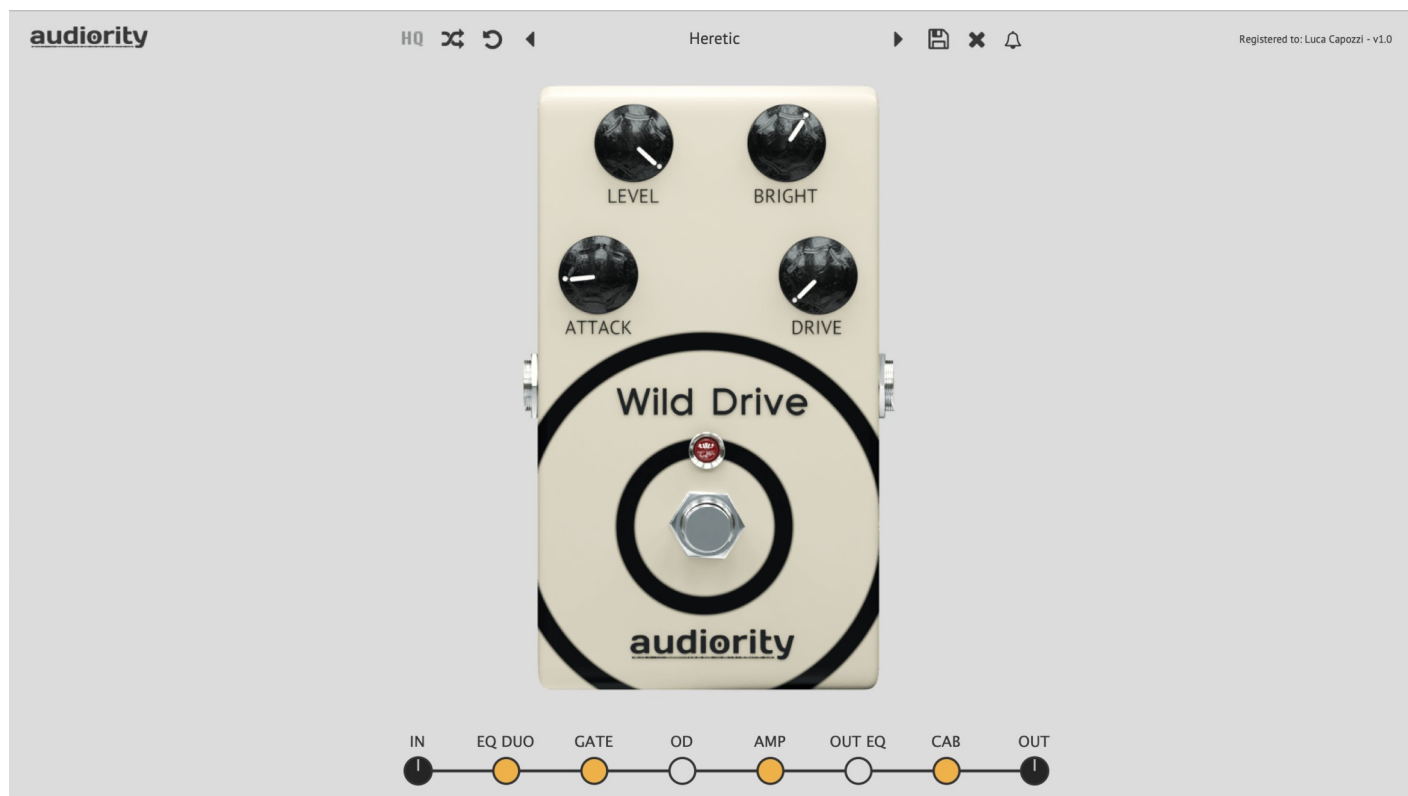 audiority
HQ
Heretic
Registered to: Luca Capozzi - v1.0
LEVEL
BRIGHT
ATTACK
DRIVE
Wild Drive
audiority
IN
EQ DUO
GATE
OD
AMP
OUT EQ
CAB
OUT